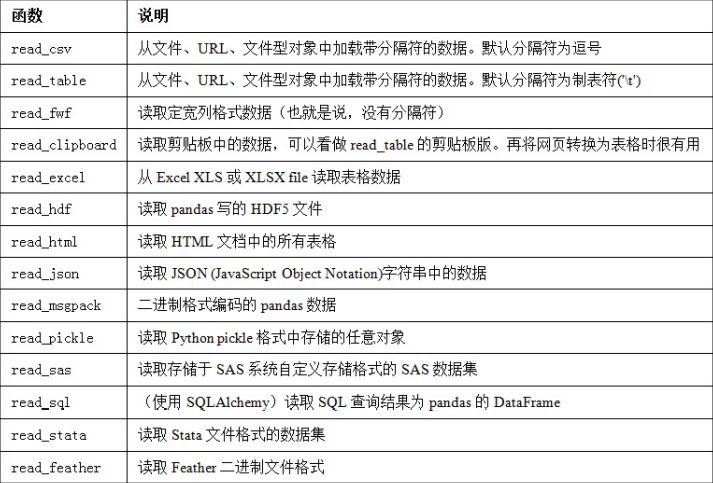 函数 说明
read_csv 从文件、URL、文件型对象中加载带分隔符的数据。默认分隔符为逗号
read_table 从文件、URL、文件型对象中加载带分隔符的数据。默认分隔符为制表符('\t')
read_fwf 读取定宽列格式数据（也就是说，没有分隔符）
read_clipboard 读取剪贴板中的数据，可以看做 read_table 的剪贴板版。再将网页转换为表格时很有用
read_excel 从 Excel XLS 或 XLSX file 读取表格数据
read_hdf 读取 pandas 写的 HDF5 文件
read_html 读取 HTML 文档中的所有表格
read_json 读取 JSON (JavaScript Object Notation)字符串中的数据
read_msgpack 二进制格式编码的 pandas 数据
read_pickle 读取 Python pickle 格式中存储的任意对象
read_sas 读取存储于 SAS 系统自定义存储格式的 SAS 数据集
read_sql （使用 SQLAlchemy）读取 SQL 查询结果为 pandas 的 DataFrame
read_stata 读取 Stata 文件格式的数据集
read_feather 读取 Feather 二进制文件格式